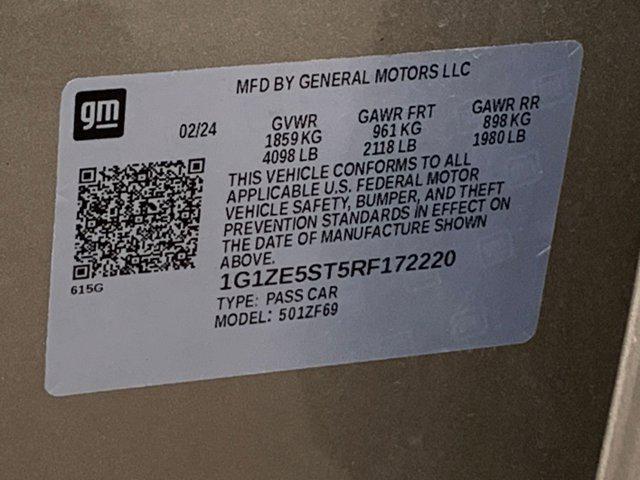 MFD BY GENERAL MOTORS LLC
gm
02/24
GVWR
1859 KG
4098 LB
GAWR FRT
961 KG
2118 LB
GAWR RR
898 KG
1980 LB
THIS VEHICLE CONFORMS TO ALL
APPLICABLE U.S. FEDERAL MOTOR
VEHICLE SAFETY, BUMPER, AND THEFT
PREVENTION STANDARDS IN EFFECT ON
THE DATE OF MANUFACTURE SHOWN
ABOVE.
615G
1G1ZE5ST5RF172220
TYPE: PASS CAR
MODEL: 501ZF69